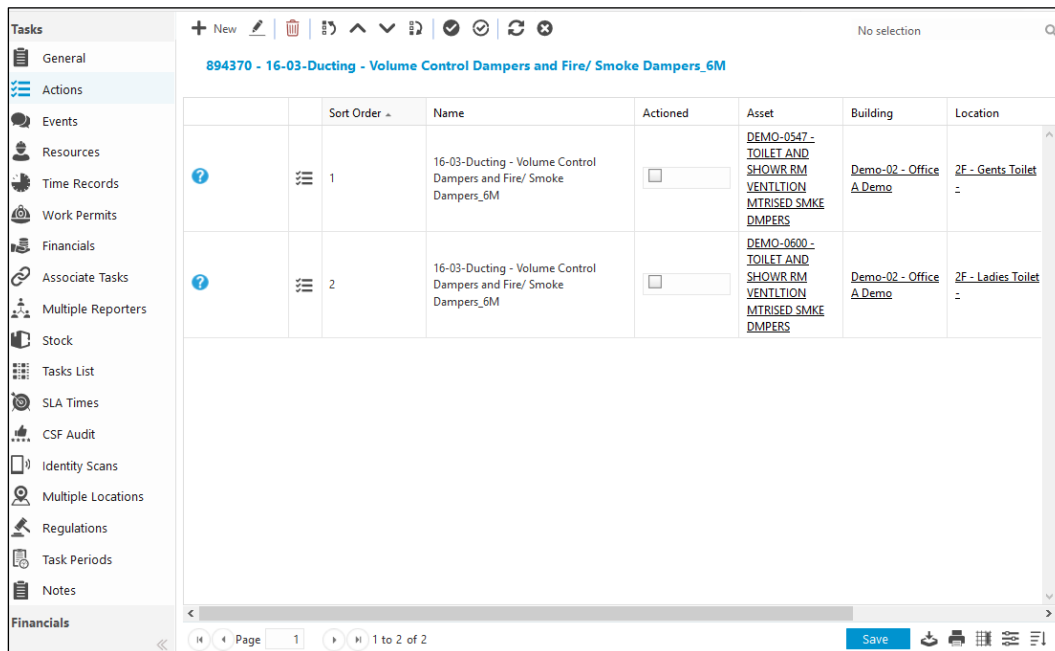 Tasks
General
Actions
Events
Resources
Time Records
Work Permits
Financials
Associate Tasks
Multiple Reporters
Stock
Tasks List
SLA Times
CSF Audit
Identity Scans
Multiple Locations
Regulations
Task Periods
Notes
Financials
New
No selection
894370 - 16-03-Ducting - Volume Control Dampers and Fire/ Smoke Dampers_6M
Sort Order Name Actioned Asset Building Location
1
16-03-Ducting - Volume Control
Dampers and Fire/ Smoke
Dampers_6M
DEMO-0547 -
TOILET AND
SHOWR RM
VENTLTION
MTRISED SMKE
DMPERS
Demo-02 - Office
A Demo
2F - Gents Toilet
-
2
16-03-Ducting - Volume Control
Dampers and Fire/ Smoke
Dampers_6M
DEMO-0600 -
TOILET AND
SHOWR RM
VENTLTION
MTRISED SMKE
DMPERS
Demo-02 - Office
A Demo
2F - Ladies Toilet
-
Page 1 1 to 2 of 2
Save